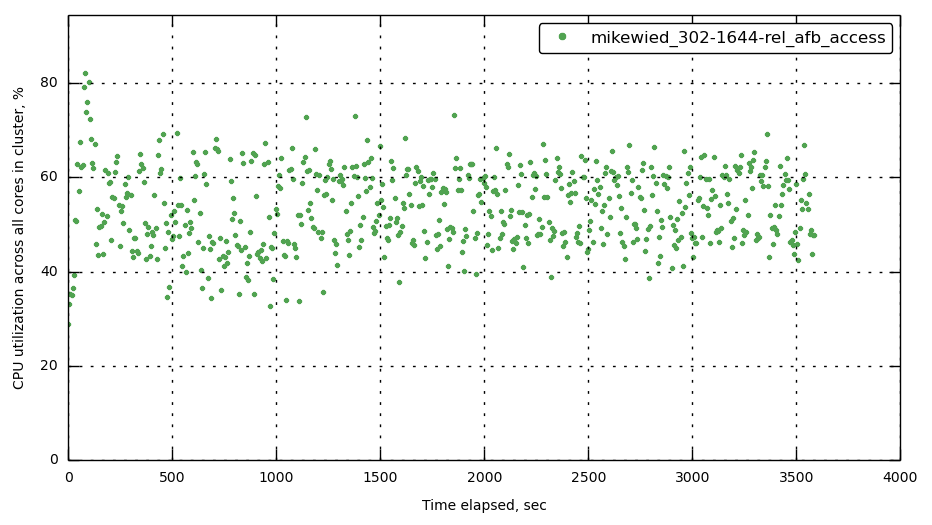 mikewied_302-1644-rel_afb_access
CPU utilization across all cores in cluster, %
80
60
40
20
0
0 500 1000 1500 2000 2500 3000 3500 4000
Time elapsed, sec